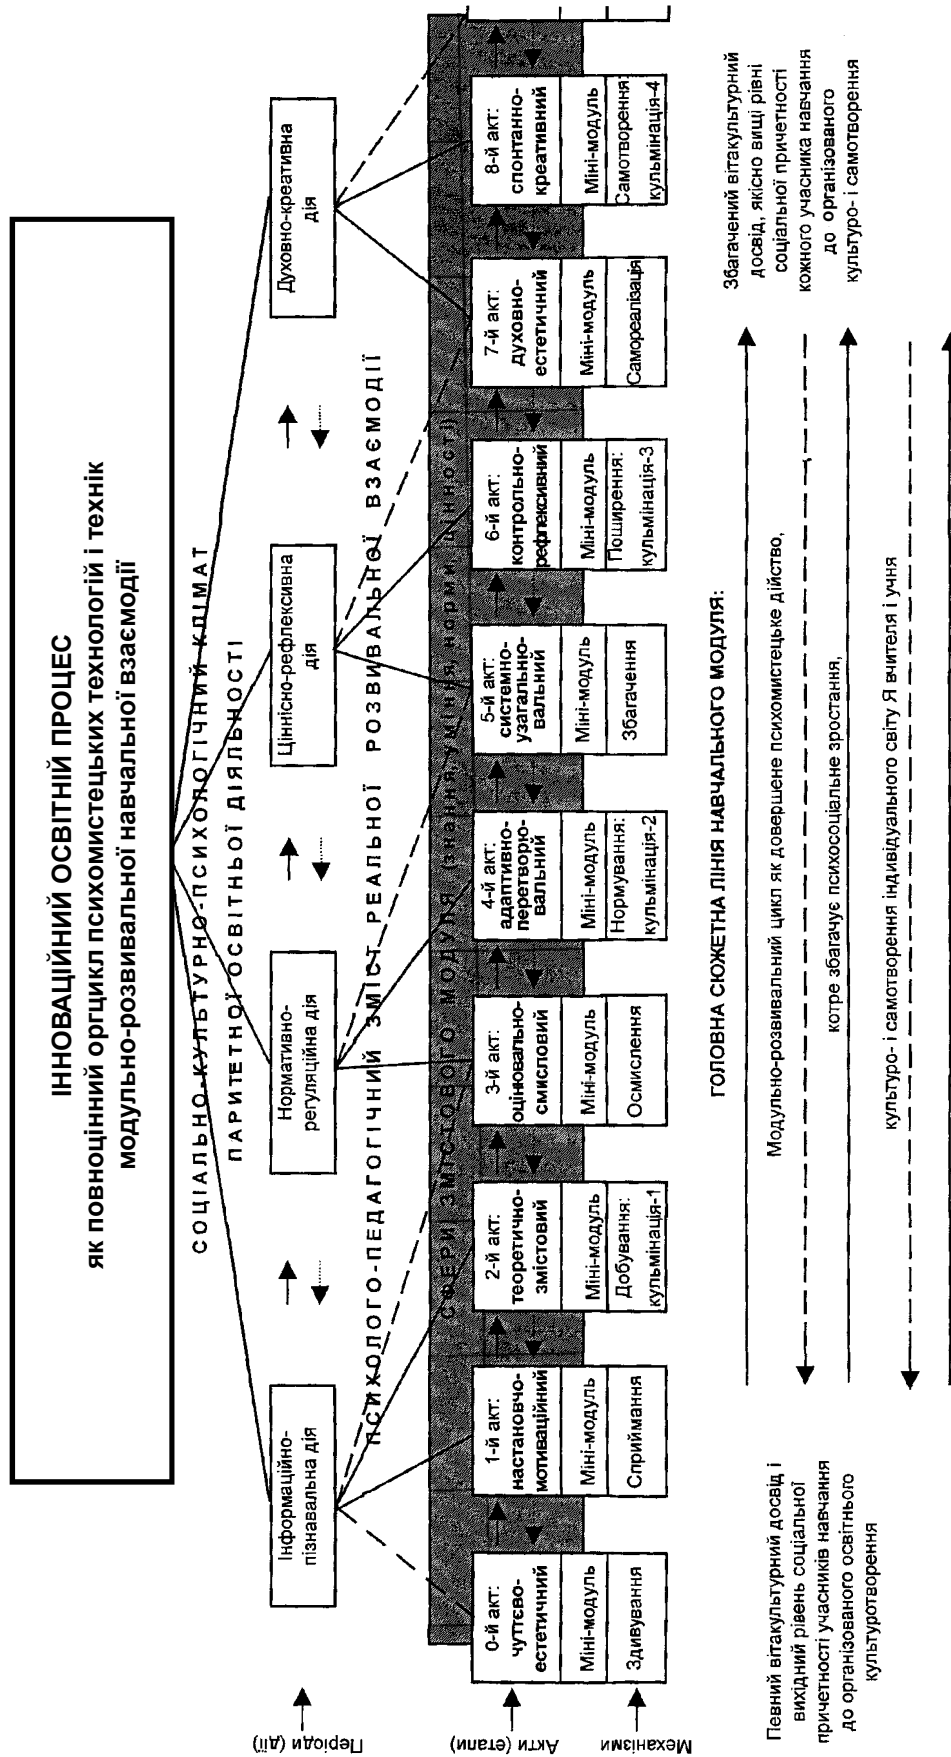 ІННОВАЦІЙНИЙ ОСВІТНІЙ ПРОЦЕС
як повноцінний оргцикл психомистецьких технологій і технік
модульно-розвивальної навчальної взаємодії
СОЦІАЛЬНО-КУЛЬТУРНО-ПСИХОЛОГІЧНИЙ КЛІМАТ
ПАРИТЕТНОЇ ОСВІТНЬОЇ ДІЯЛЬНОСТІ
Періоди (дії)
Інформаційно-
пізнавальна дія
Нормативно-
регуляційна дія
Ціннісно-рефлексивна
дія
Духовно-креативна
дія
ПСИХОЛОГО-ПЕДАГОГІЧНИЙ ЗМІСТ РЕАЛЬНОЇ РОЗВИВАЛЬНОЇ ВЗАЄМОДІЇ
СФЕРИ ЗМІСТОВОГО МОДУЛЯ (знання, уміння, норми, цінності)
Акти (етапи)
0-й акт:
чуттєво-
естетичний
Міні-модуль
Здивування
1-й акт:
настановчо-
мотиваційний
Міні-модуль
Сприймання
2-й акт:
теоретично-
змістовий
Міні-модуль
Добування:
кульмінація-1
3-й акт:
оцінювально-
смисловий
Міні-модуль
Осмислення
4-й акт:
адаптивно-
перетворю-
вальний
Міні-модуль
Нормування:
кульмінація-2
5-й акт:
системно-
узагальню-
вальний
Міні-модуль
Збагачення
6-й акт:
контрольно-
рефлексивний
Міні-модуль
Поширення:
кульмінація-3
7-й акт:
духовно-
естетичний
Міні-модуль
Самореалізація
8-й акт:
спонтанно-
креативний
Міні-модуль
Самотворення:
кульмінація-4
Механізми
Певний вітакультурний досвід і
вихідний рівень соціальної
причетності учасників навчання
до організованого освітнього
культуротворення
ГОЛОВНА СЮЖЕТНА ЛІНІЯ НАВЧАЛЬНОГО МОДУЛЯ:
Модульно-розвивальний цикл як довершене психомистецьке дійство,
котре збагачує психосоціальне зростання,
культуро- і самотворення індивідуального світу Я вчителя і учня
Збагачений вітакультурний
досвід, якісно вищі рівні
соціальної причетності
кожного учасника навчання
до організованого
культуро- і самотворення